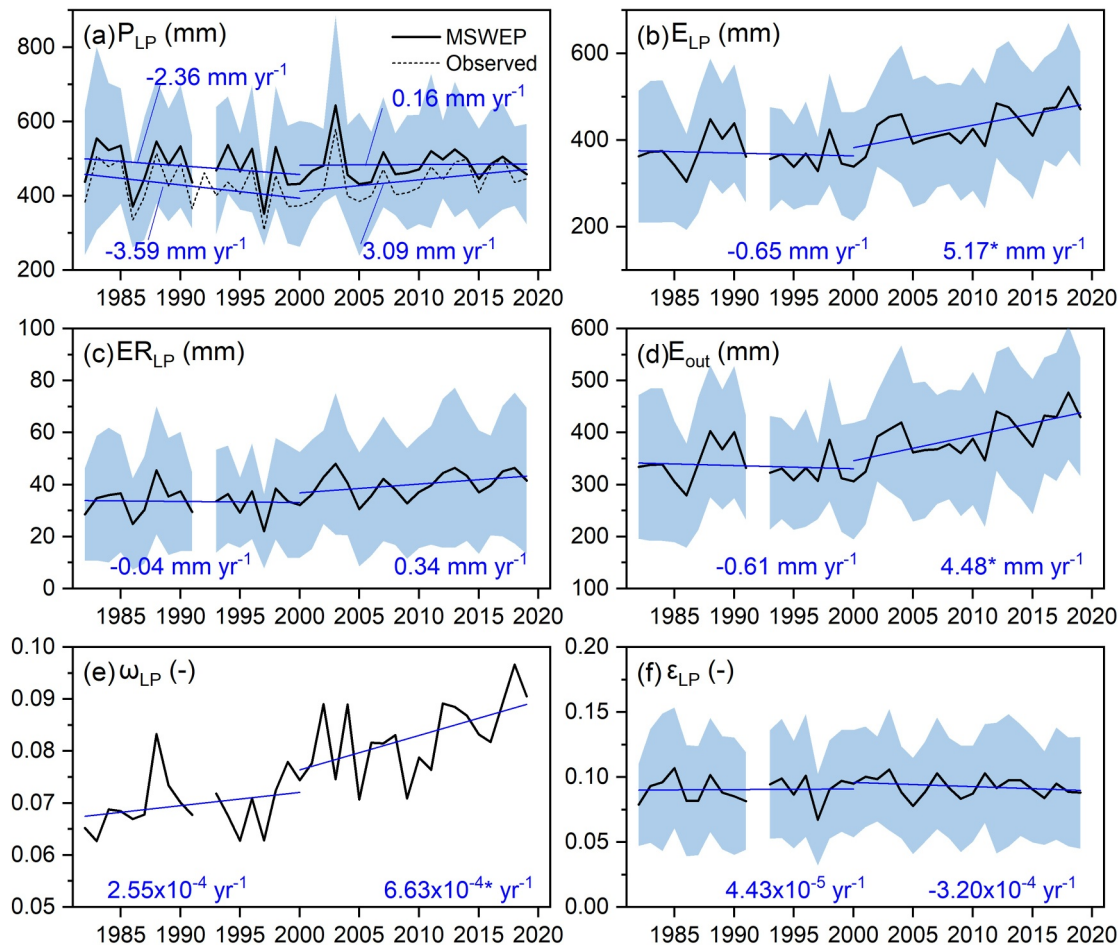 (a) P_LP (mm)
MSWEP
Observed
-2.36 mm yr⁻¹
0.16 mm yr⁻¹
-3.59 mm yr⁻¹
3.09 mm yr⁻¹
800
600
400
200
1985 1990 1995 2000 2005 2010 2015 2020
(b) E_LP (mm)
600
400
200
-0.65 mm yr⁻¹
5.17* mm yr⁻¹
1985 1990 1995 2000 2005 2010 2015 2020
(c) ER_LP (mm)
100
80
60
40
20
0
-0.04 mm yr⁻¹
0.34 mm yr⁻¹
1985 1990 1995 2000 2005 2010 2015 2020
(d) E_out (mm)
600
500
400
300
200
100
-0.61 mm yr⁻¹
4.48* mm yr⁻¹
1985 1990 1995 2000 2005 2010 2015 2020
(e) ω_LP (-)
0.10
0.09
0.08
0.07
0.06
0.05
2.55x10⁻⁴ yr⁻¹
6.63x10⁻⁴* yr⁻¹
1985 1990 1995 2000 2005 2010 2015 2020
(f) ε_LP (-)
0.20
0.15
0.10
0.05
0.00
4.43x10⁻⁵ yr⁻¹
-3.20x10⁻⁴ yr⁻¹
1985 1990 1995 2000 2005 2010 2015 2020